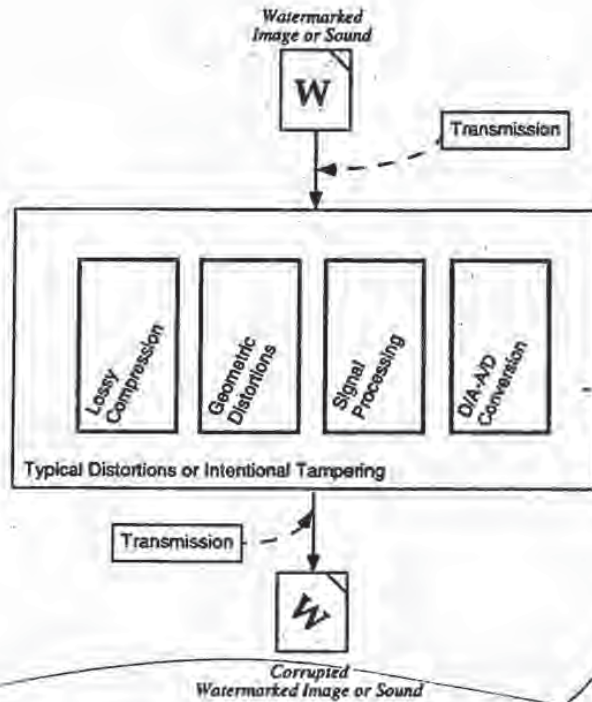 Watermarked
Image or Sound
W
Transmission
Lossy
Compression
Geometric
Distortions
Signal
Processing
D/A-A/D
Conversion
Typical Distortions or Intentional Tampering
Transmission
W
Corrupted
Watermarked Image or Sound